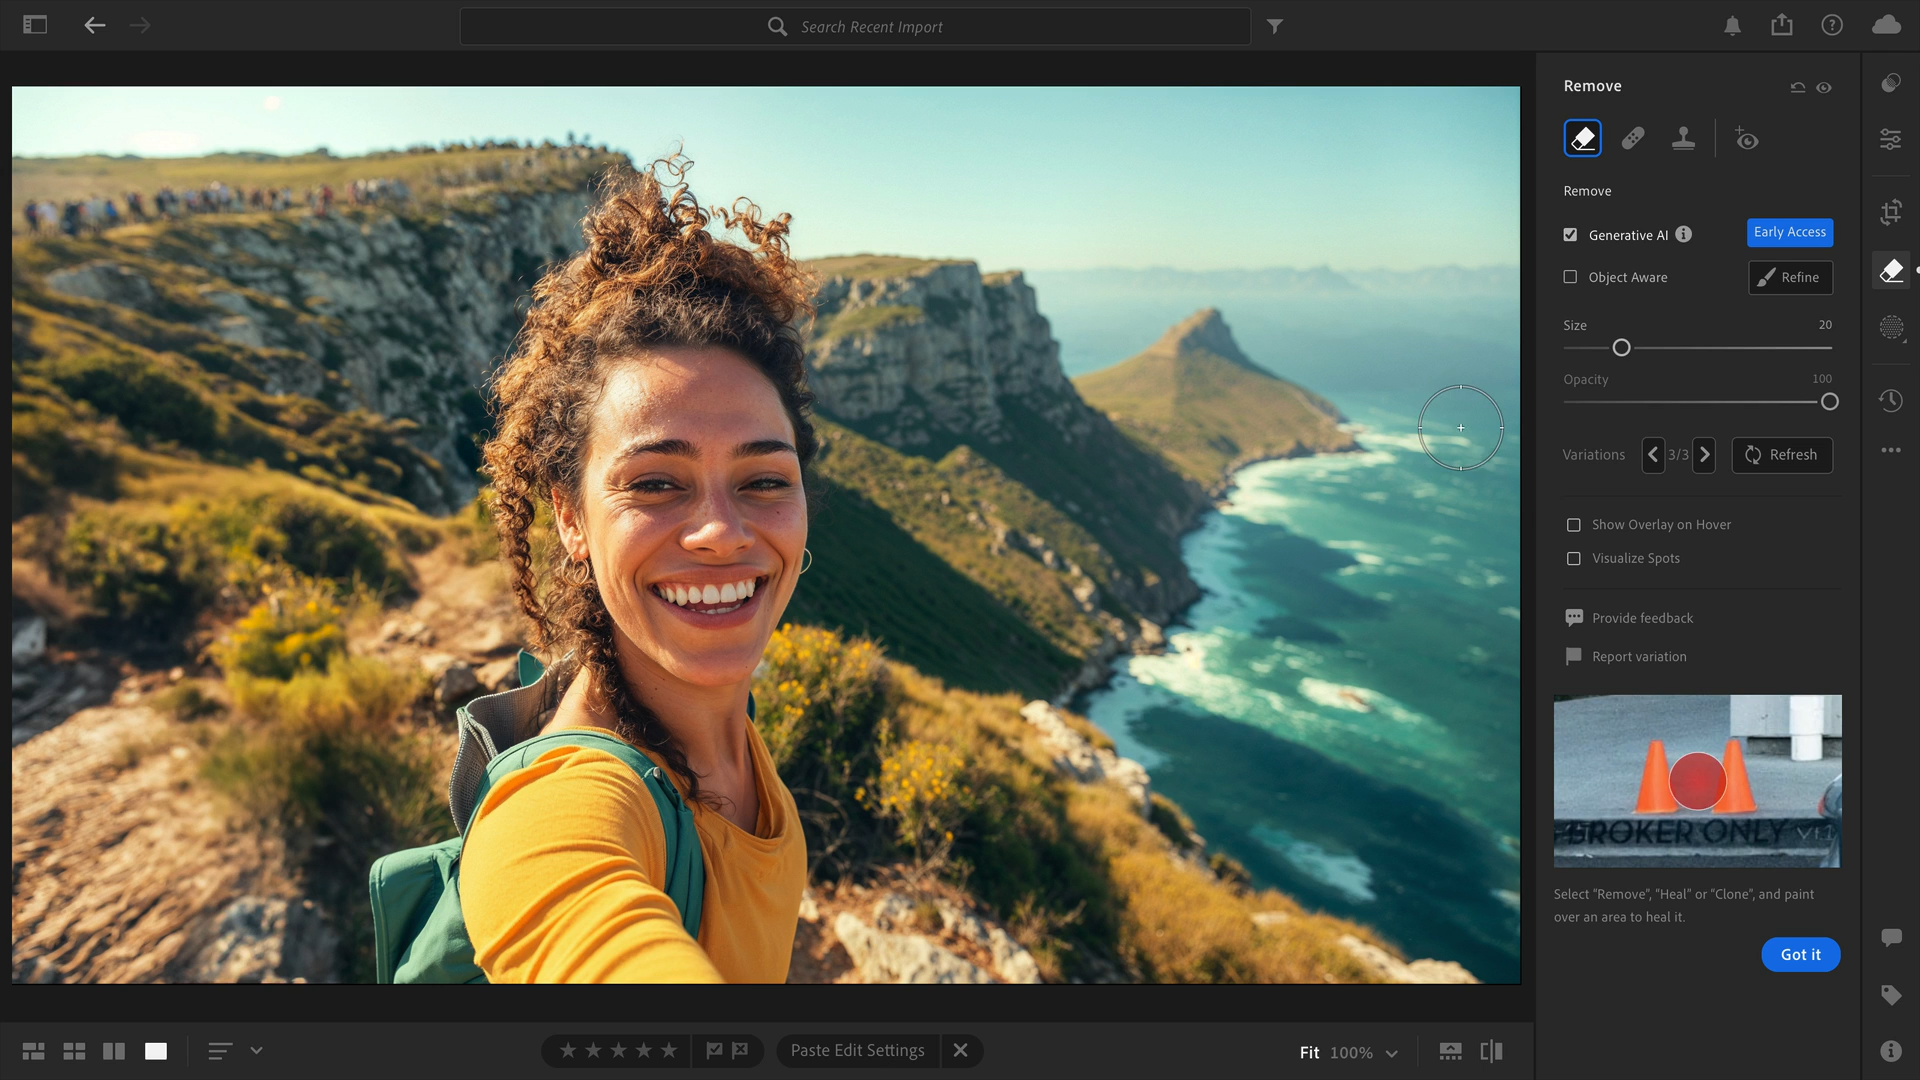 Search Recent Import
Remove
Remove
Generative AI
Early Access
Object Aware
Refine
Size
20
Opacity
100
Variations
3/3
Refresh
Show Overlay on Hover
Visualize Spots
Provide feedback
Report variation
BROKER ONLY
Select “Remove”, “Heal” or “Clone”, and paint
over an area to heal it.
Got it
Paste Edit Settings
Fit 100%